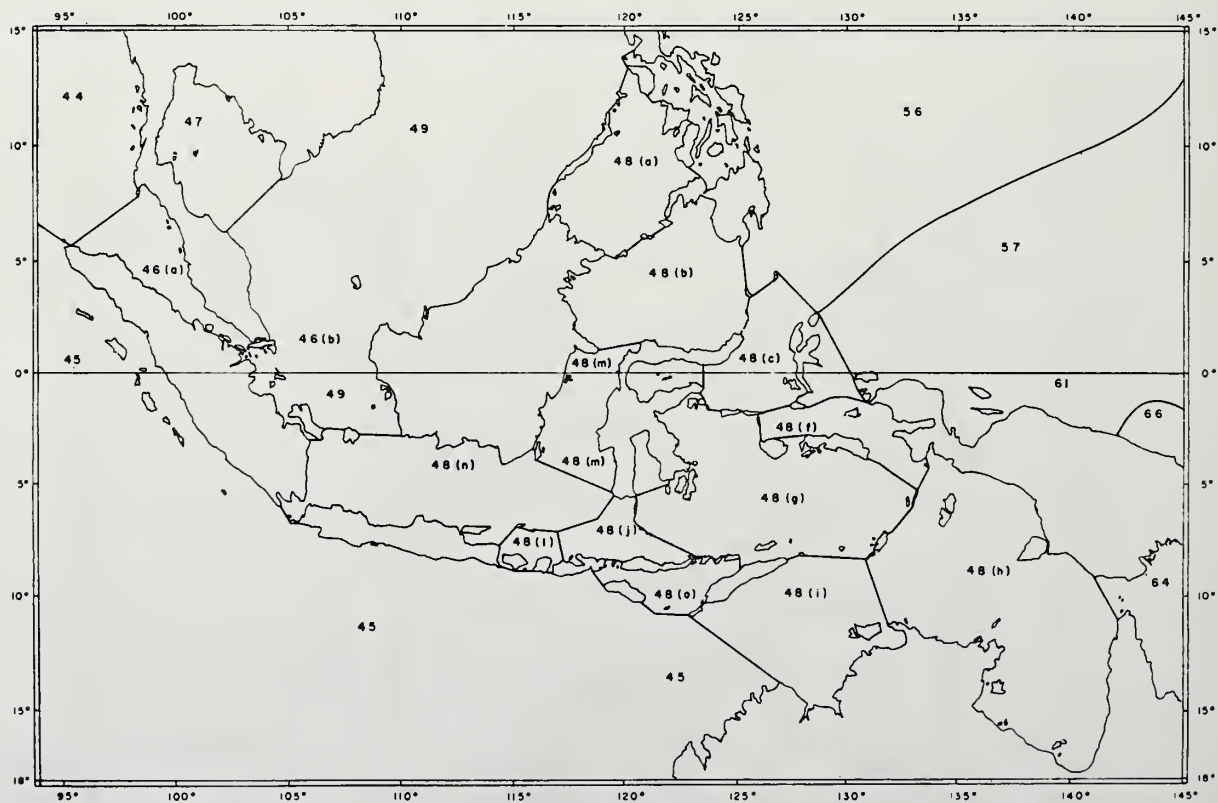 95° 100° 105° 110° 115° 120° 125° 130° 135° 140° 145°
15° 15°
44
47
49
56
10° 10°
48 (a)
57
5° 5°
46 (a)
48 (b)
45
46 (b)
48 (m)
48 (c)
0° 0°
61
49
66
48 (f)
48 (n)
48 (m)
48 (g)
5° 5°
48 (j)
48 (l)
48 (h)
64
48 (o)
48 (i)
10° 10°
45
45
15° 15°
18° 18°
95° 100° 105° 110° 115° 120° 125° 130° 135° 140° 145°